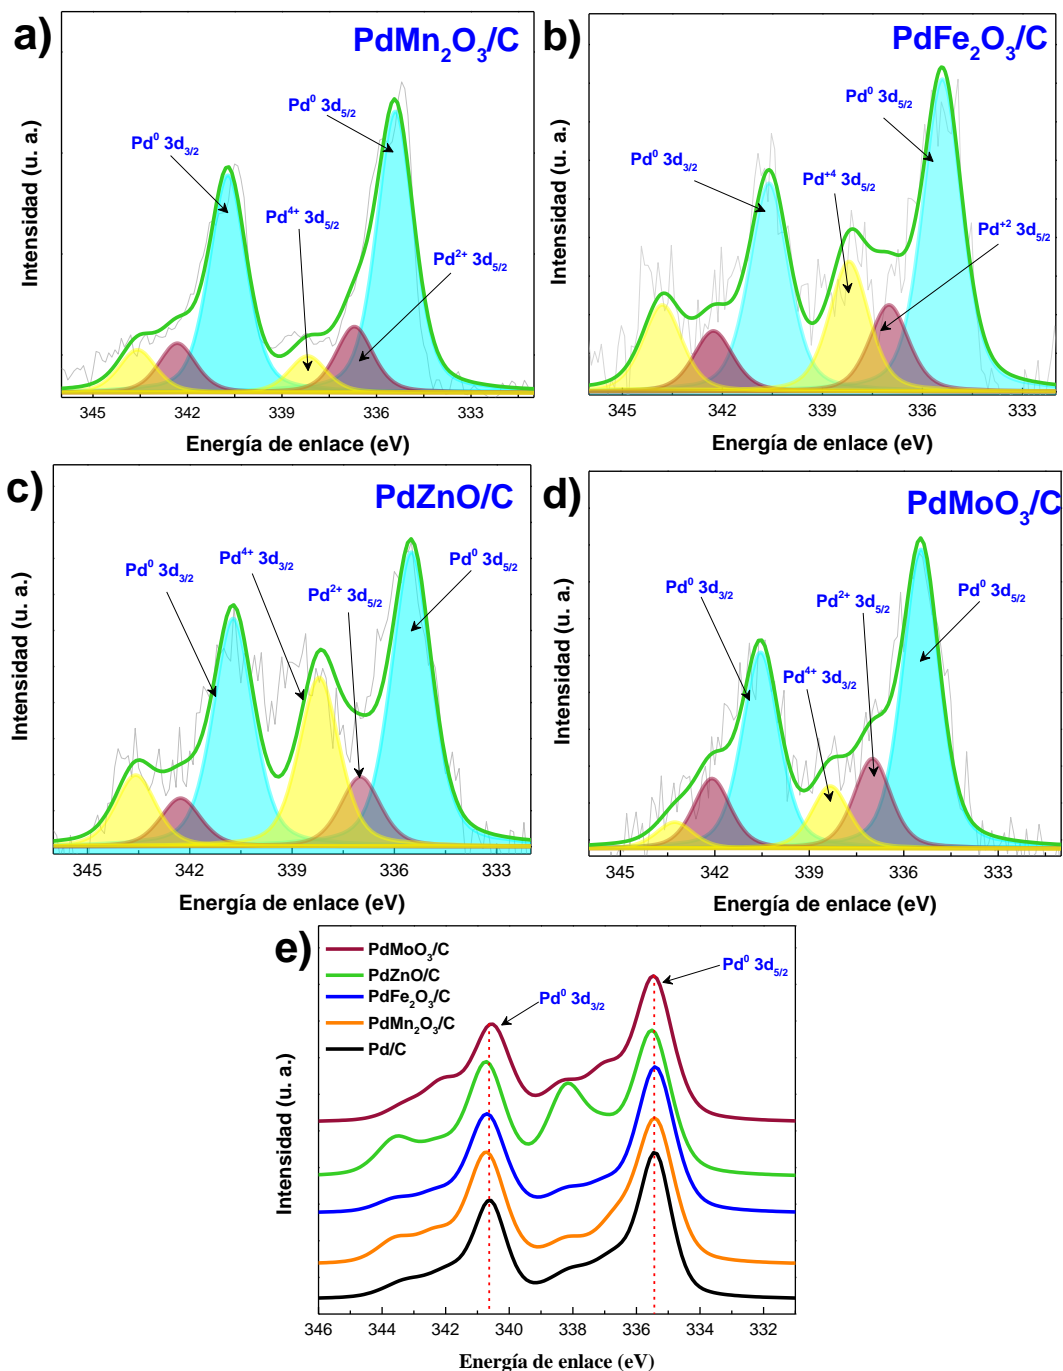 a)
PdMn₂O₃/C
Pd⁰ 3d₅/₂
Pd⁰ 3d₃/₂
Pd⁴⁺ 3d₅/₂
Pd²⁺ 3d₅/₂
Intensidad (u. a.)
345 342 339 336 333
Energía de enlace (eV)
b)
PdFe₂O₃/C
Pd⁰ 3d₅/₂
Pd⁰ 3d₃/₂
Pd⁺⁴ 3d₅/₂
Pd⁺² 3d₅/₂
Intensidad (u. a.)
345 342 339 336 333
Energía de enlace (eV)
c)
PdZnO/C
Pd⁰ 3d₃/₂
Pd⁴⁺ 3d₃/₂
Pd²⁺ 3d₅/₂
Pd⁰ 3d₅/₂
Intensidad (u. a.)
345 342 339 336 333
Energía de enlace (eV)
d)
PdMoO₃/C
Pd⁰ 3d₃/₂
Pd²⁺ 3d₅/₂
Pd⁰ 3d₅/₂
Pd⁴⁺ 3d₃/₂
Intensidad (u. a.)
345 342 339 336 333
Energía de enlace (eV)
e)
PdMoO₃/C
PdZnO/C
PdFe₂O₃/C
PdMn₂O₃/C
Pd/C
Pd⁰ 3d₃/₂
Pd⁰ 3d₅/₂
Intensidad (u. a.)
346 344 342 340 338 336 334 332
Energía de enlace (eV)